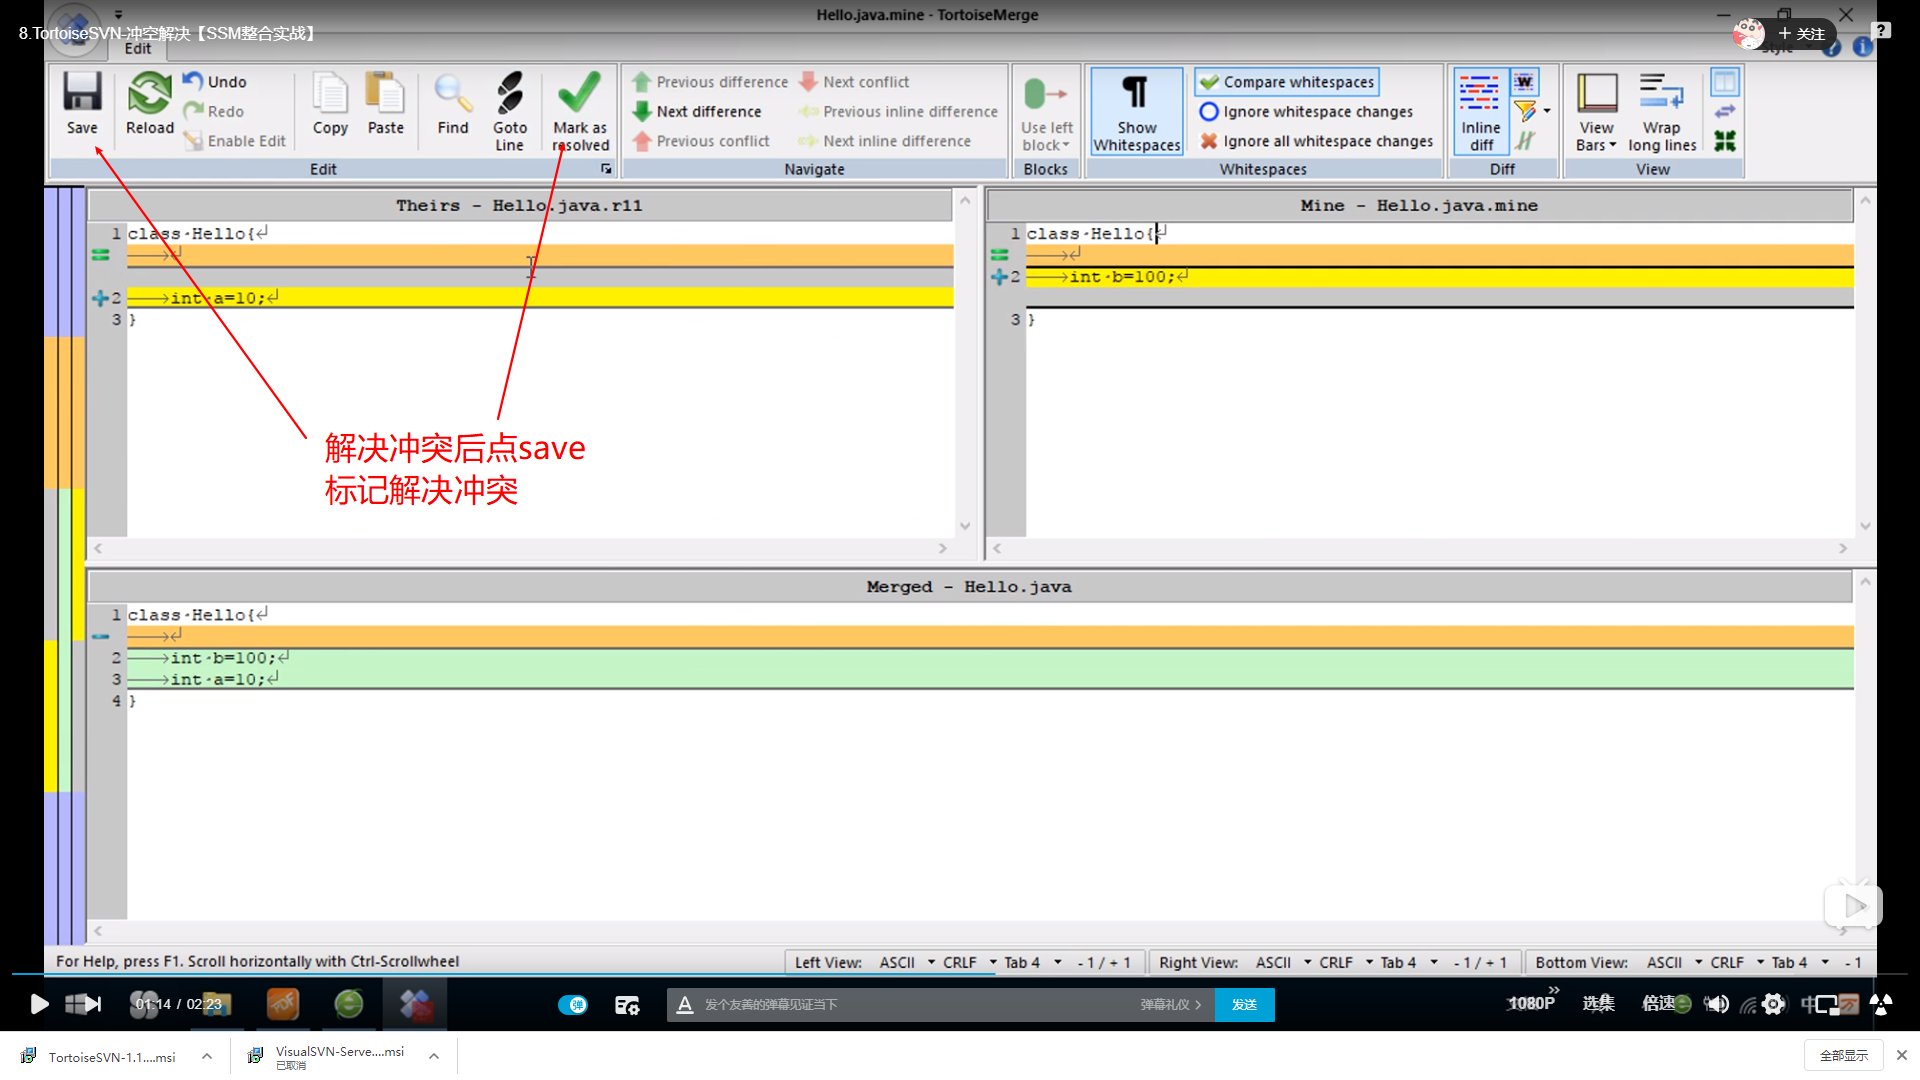 Hello.java.mine - TortoiseMerge
8.TortoiseSVN-冲空解决【SSM整合实战】
+ 关注
Edit
Style
Save
Reload
Undo
Redo
Enable Edit
Copy
Paste
Find
Goto Line
Mark as resolved
Edit
Previous difference
Next difference
Previous conflict
Next conflict
Previous inline difference
Next inline difference
Navigate
Use left block
Blocks
Show Whitespaces
Compare whitespaces
Ignore whitespace changes
Ignore all whitespace changes
Whitespaces
Inline diff
Diff
View Bars
Wrap long lines
View
Theirs - Hello.java.r11
1 class·Hello{↵
——→↵
2 ——→int·a=10;↵
3 }
Mine - Hello.java.mine
1 class·Hello{↵
——→↵
2 ——→int·b=100;↵
3 }
解决冲突后点save
标记解决冲突
Merged - Hello.java
1 class·Hello{↵
——→↵
2 ——→int·b=100;↵
3 ——→int·a=10;↵
4 }
For Help, press F1. Scroll horizontally with Ctrl-Scrollwheel
Left View: ASCII CRLF Tab 4 - 1 / + 1
Right View: ASCII CRLF Tab 4 - 1 / + 1
Bottom View: ASCII CRLF Tab 4 - 1
01:14 / 02:23
弹
A 发个友善的弹幕见证当下
弹幕礼仪 >
发送
1080P
选集
倍速
中
TortoiseSVN-1.1....msi
VisualSVN-Serve....msi
已取消
全部显示